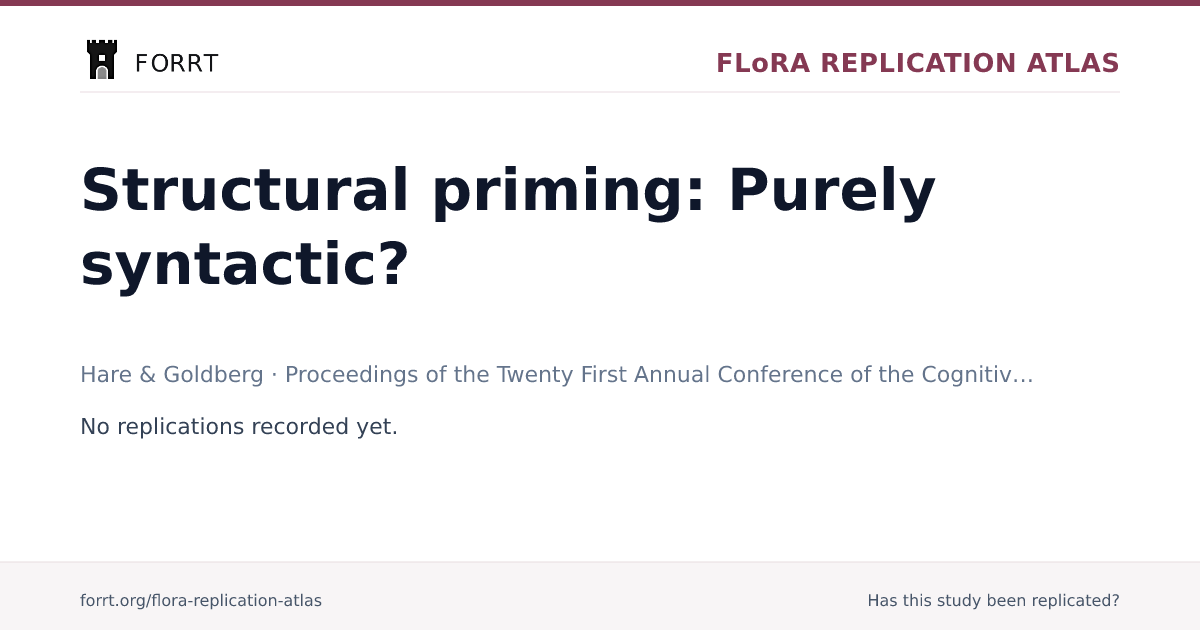 FORRT
FLoRA REPLICATION ATLAS
Structural priming: Purely
syntactic?
Hare & Goldberg · Proceedings of the Twenty First Annual Conference of the Cognitiv…
No replications recorded yet.
forrt.org/flora-replication-atlas
Has this study been replicated?